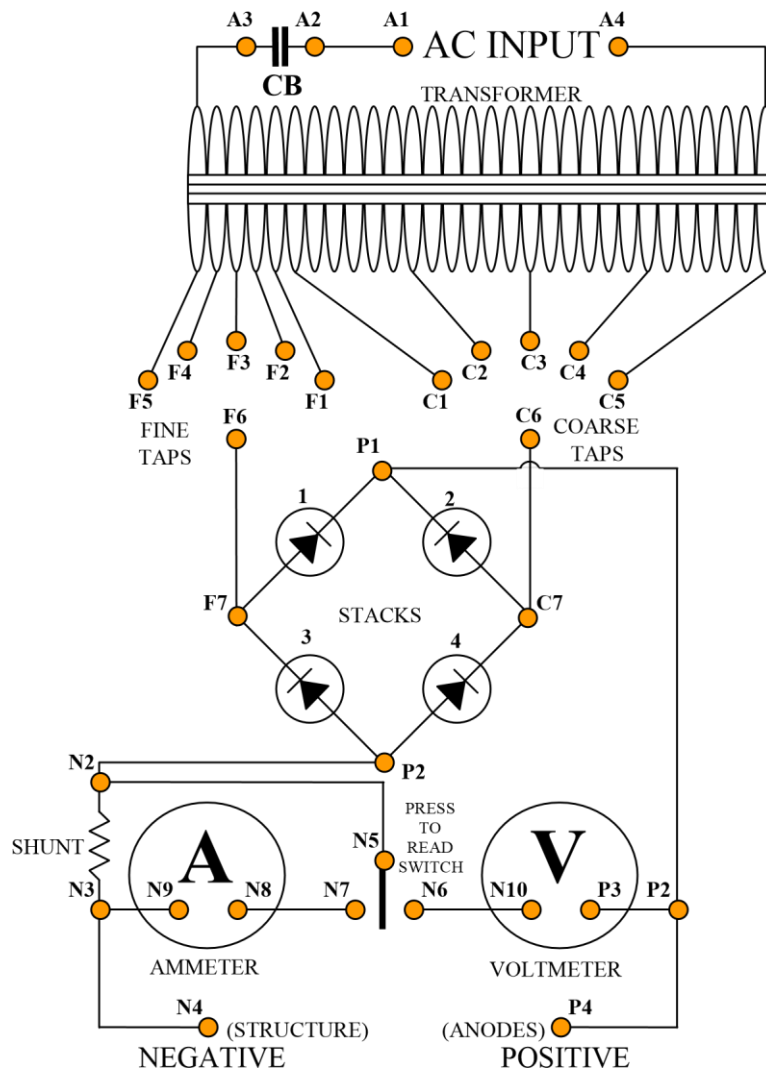 A3 A2 A1 AC INPUT A4
CB
TRANSFORMER
F5 F4 F3 F2 F1 C1 C2 C3 C4 C5
FINE
TAPS
F6
C6
COARSE
TAPS
P1
1
2
F7
STACKS
C7
3
4
N2
P2
SHUNT
A
N5
PRESS
TO
READ
SWITCH
V
N3 N9 N8 N7 N6 N10 P3 P2
AMMETER
VOLTMETER
N4 (STRUCTURE)
(ANODES) P4
NEGATIVE
POSITIVE